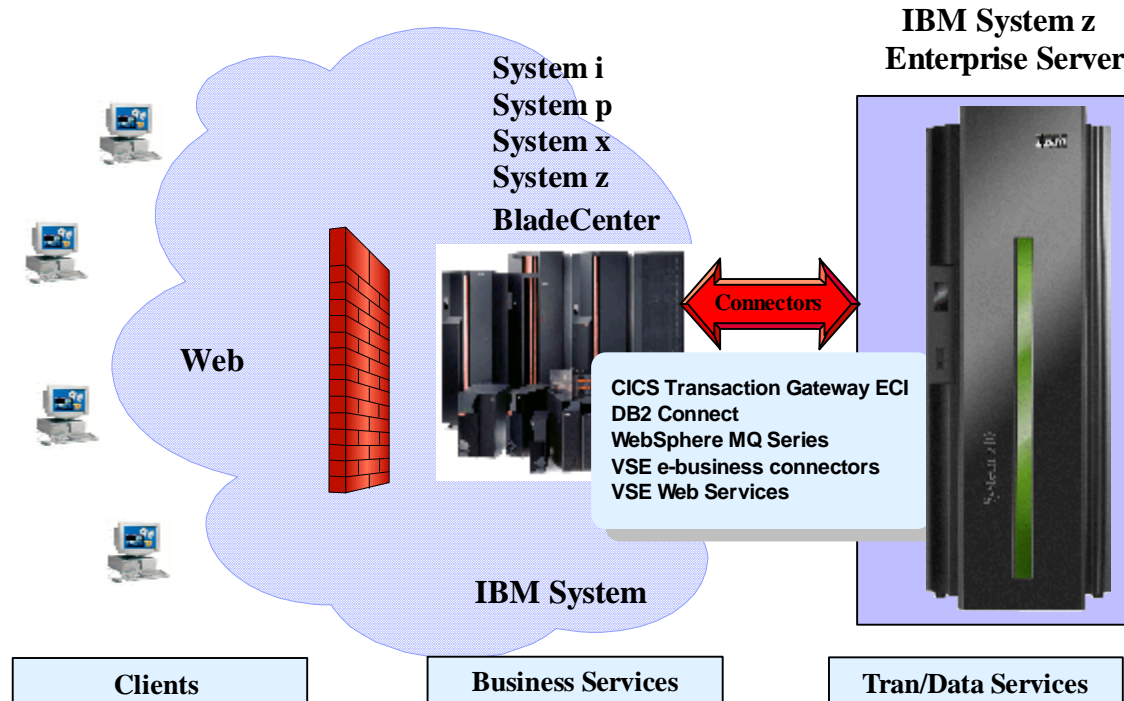 IBM System z
Enterprise Server
System i
System p
System x
System z
BladeCenter
Connectors
Web
CICS Transaction Gateway ECI
DB2 Connect
WebSphere MQ Series
VSE e-business connectors
VSE Web Services
IBM System
Clients
Business Services
Tran/Data Services